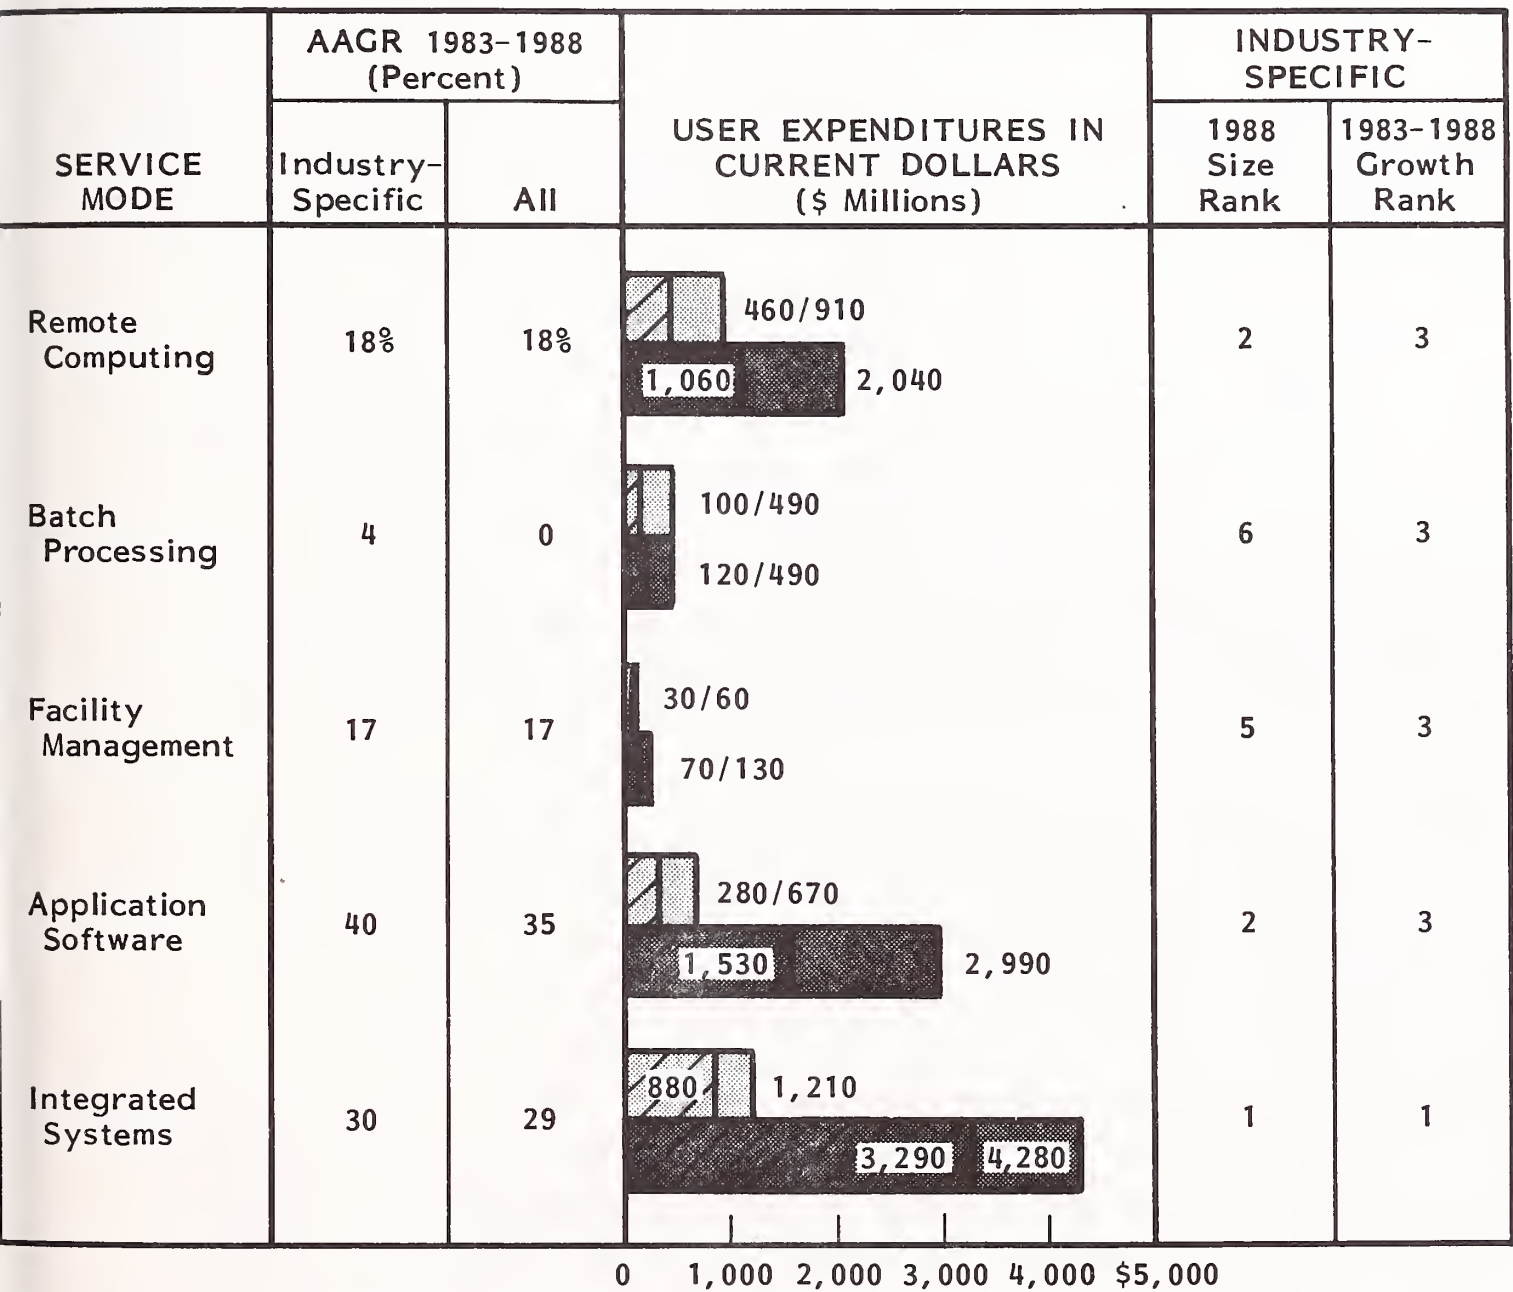 AAGR 1983-1988
(Percent)
INDUSTRY-
SPECIFIC
SERVICE
MODE
Industry-
Specific
All
USER EXPENDITURES IN
CURRENT DOLLARS
($ Millions)
1988
Size
Rank
1983-1988
Growth
Rank
Remote
Computing
18%
18%
460/910
1,060
2,040
2
3
Batch
Processing
4
0
100/490
120/490
6
3
Facility
Management
17
17
30/60
70/130
5
3
Application
Software
40
35
280/670
1,530
2,990
2
3
Integrated
Systems
30
29
880
1,210
3,290
4,280
1
1
0 1,000 2,000 3,000 4,000 $5,000